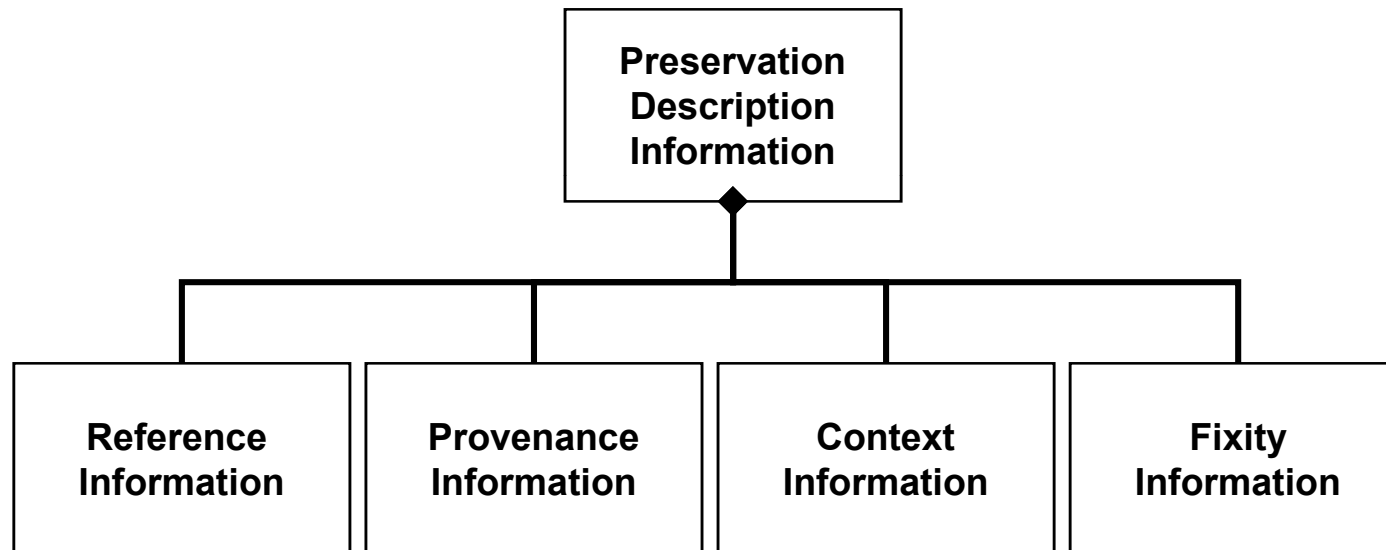 Preservation
Description
Information
Reference
Information
Provenance
Information
Context
Information
Fixity
Information